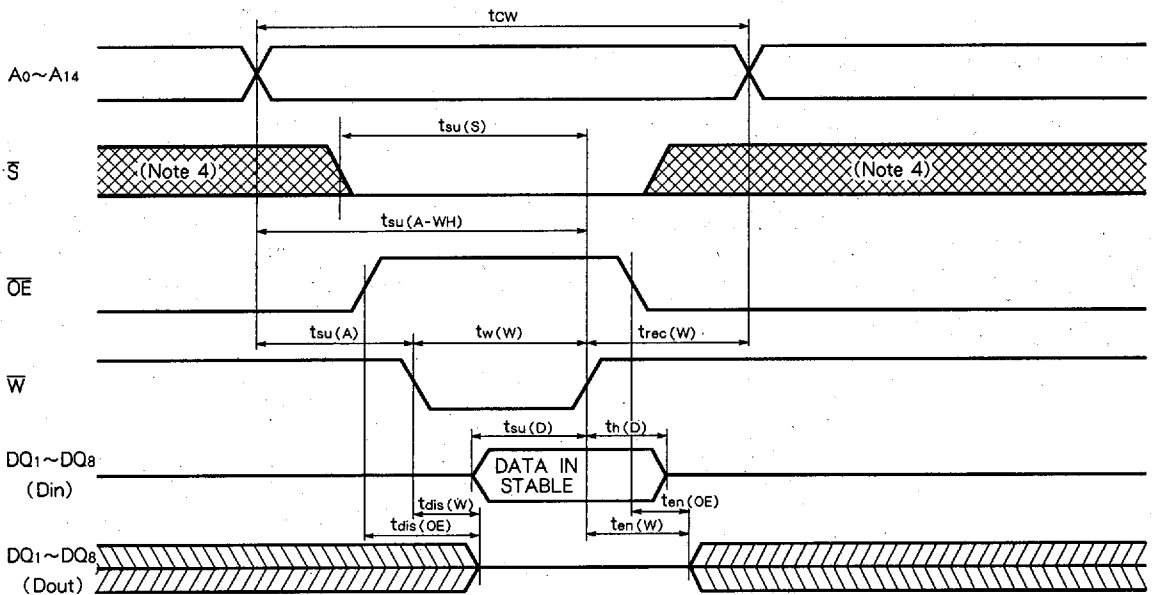 tCW
A0~A14
tsu(S)
S
(Note 4)
(Note 4)
tsu(A-WH)
OE
tsu(A)
tw(W)
trec(W)
W
tsu(D)
th(D)
DQ1~DQ8
(Din)
DATA IN
STABLE
tdis(W)
ten(OE)
tdis(OE)
ten(W)
DQ1~DQ8
(Dout)